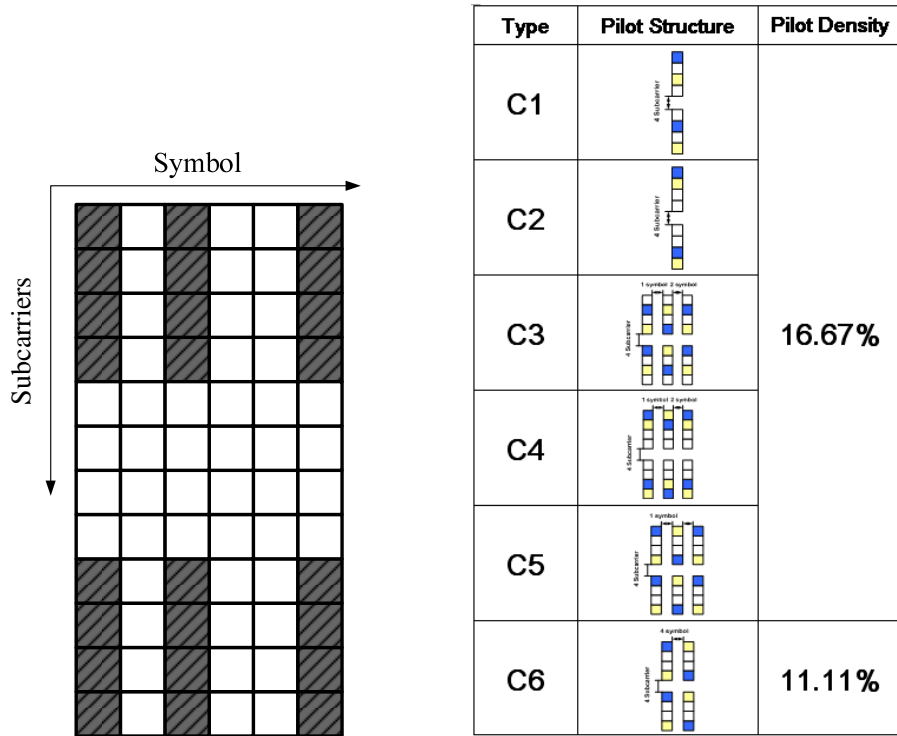 Symbol
Subcarriers
Type Pilot Structure Pilot Density
C1
4 Subcarrier
C2
4 Subcarrier
C3
1 symbol 2 symbol
4 Subcarrier
16.67%
C4
1 symbol 2 symbol
4 Subcarrier
C5
1 symbol
4 Subcarrier
C6
4 symbol
4 Subcarrier
11.11%